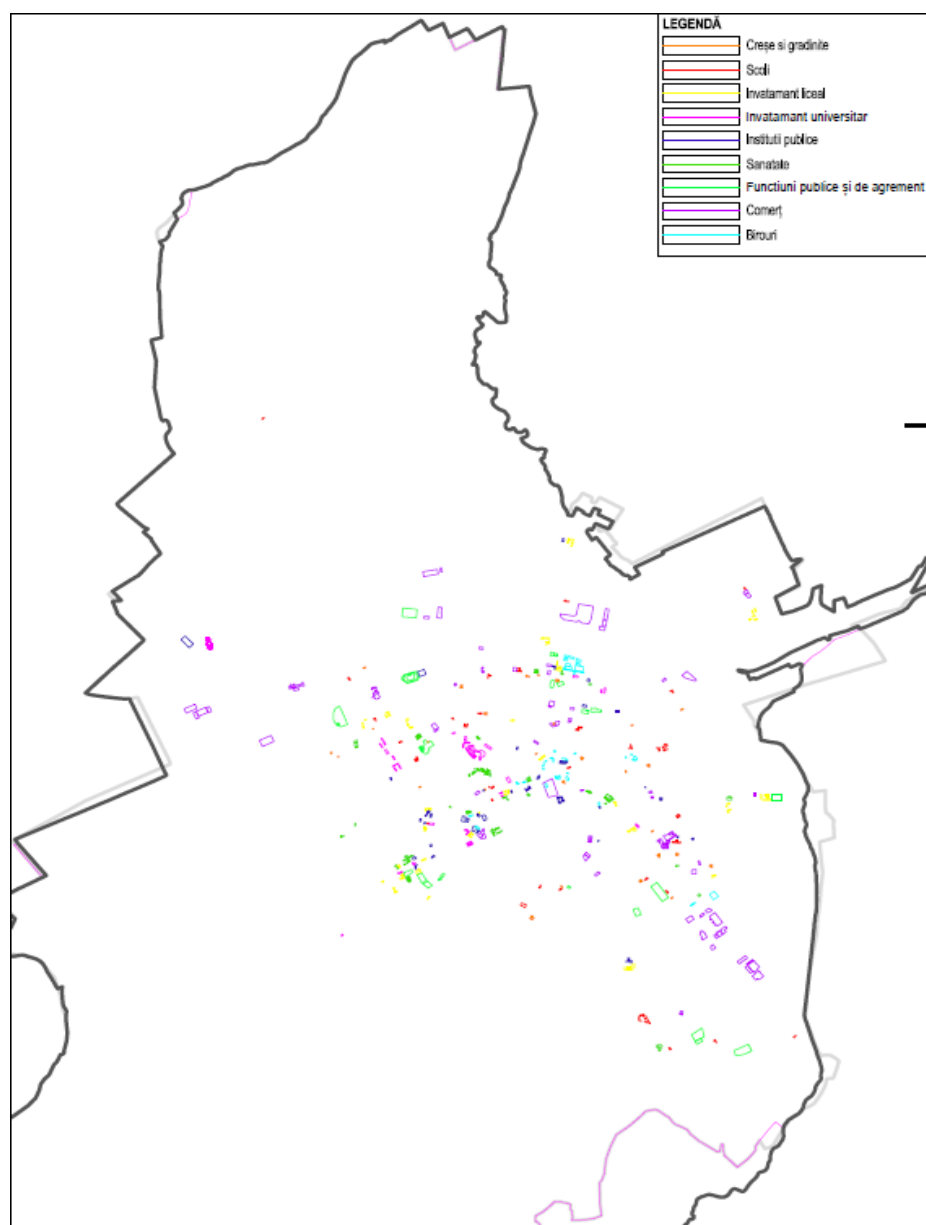 LEGENDĂ
Creșe si gradinite
Scoli
Invatamant liceal
Invatamant universitar
Institutii publice
Sanatate
Functiuni publice și de agrement
Comerț
Birouri